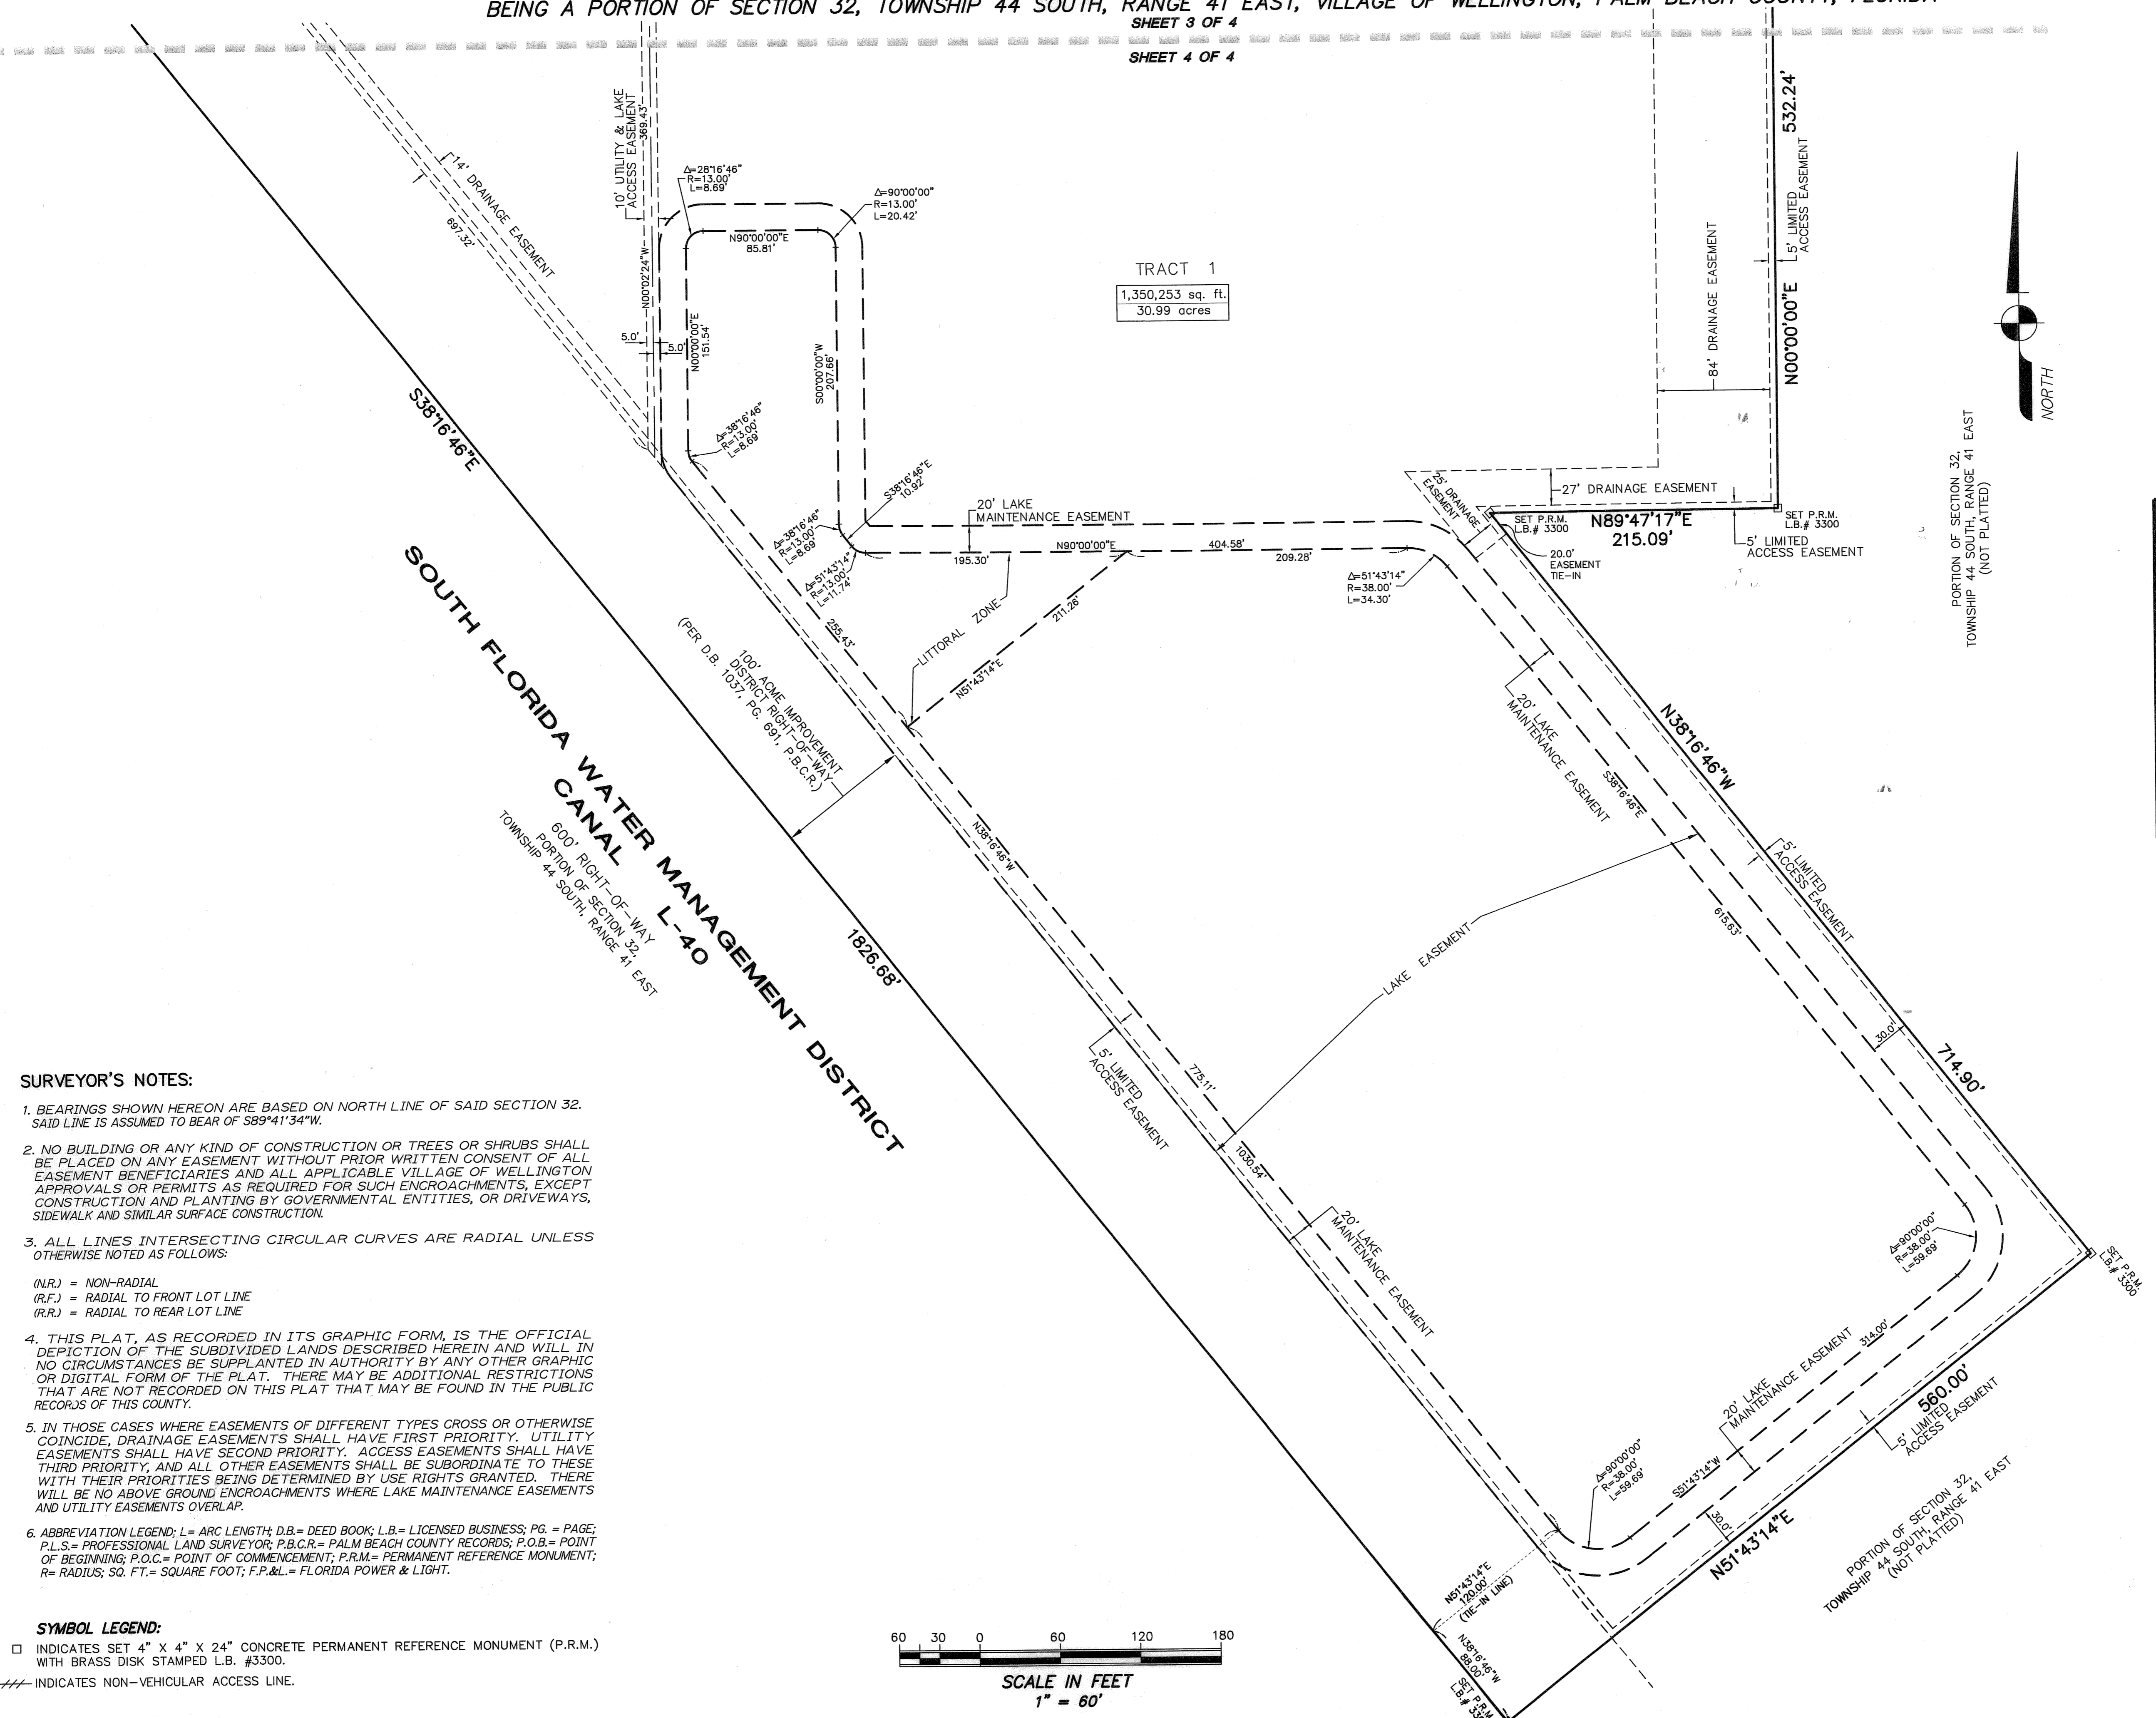 BEING A PORTION OF SECTION 32, TOWNSHIP 44 SOUTH, RANGE 41 EAST, VILLAGE OF WELLINGTON, PALM BEACH COUNTY, FLORIDA
SHEET 3 OF 4
SHEET 4 OF 4
14' DRAINAGE EASEMENT
697.32'
10' UTILITY & LAKE
ACCESS EASEMENT
369.43'
N00°02'24"W
5.0'
5.0'
Δ=28°16'46"
R=13.00'
L=8.69'
Δ=90°00'00"
R=13.00'
L=20.42'
N90°00'00"E
85.81'
N00°00'00"E
151.54'
S00°00'00"W
207.66'
TRACT 1
1,350,253 sq. ft.
30.99 acres
84' DRAINAGE EASEMENT
532.24'
5' LIMITED
ACCESS EASEMENT
N00°00'00"E
NORTH
PORTION OF SECTION 32,
TOWNSHIP 44 SOUTH, RANGE 41 EAST
(NOT PLATTED)
S38°16'46"E
Δ=38°16'46"
R=13.00'
L=8.69'
S38°16'46"E
10.92'
Δ=38°16'46"
R=13.00'
L=8.69'
Δ=51°43'14"
R=13.00'
L=11.74'
20' LAKE
MAINTENANCE EASEMENT
N90°00'00"E
404.58'
195.30'
209.28'
Δ=51°43'14"
R=38.00'
L=34.30'
25' DRAINAGE
EASEMENT
27' DRAINAGE EASEMENT
SET P.R.M.
L.B.# 3300
N89°47'17"E
215.09'
SET P.R.M.
L.B.# 3300
5' LIMITED
ACCESS EASEMENT
20.0'
EASEMENT
TIE-IN
255.43'
LITTORAL ZONE
211.26'
N51°43'14"E
100' ACME IMPROVEMENT
DISTRICT RIGHT-OF-WAY
(PER D.B. 1037, PG. 691, P.B.C.R.)
SOUTH FLORIDA WATER MANAGEMENT DISTRICT
CANAL L-40
600' RIGHT-OF-WAY
PORTION OF SECTION 32,
TOWNSHIP 44 SOUTH, RANGE 41 EAST
1826.68'
N38°16'46"W
20' LAKE
MAINTENANCE EASEMENT
S38°16'46"E
N38°16'46"W
5' LIMITED
ACCESS EASEMENT
615.63'
LAKE EASEMENT
30.0'
714.90'
5' LIMITED
ACCESS EASEMENT
775.11'
1030.54'
20' LAKE
MAINTENANCE EASEMENT
Δ=90°00'00"
R=38.00'
L=59.69'
SET P.R.M.
L.B.# 3300
314.00'
20' LAKE
MAINTENANCE EASEMENT
560.00'
5' LIMITED
ACCESS EASEMENT
Δ=90°00'00"
R=38.00'
L=59.69'
S51°43'14"W
30.0'
N51°43'14"E
PORTION OF SECTION 32,
TOWNSHIP 44 SOUTH, RANGE 41 EAST
(NOT PLATTED)
N51°43'14"E
120.00'
(TIE-IN LINE)
N38°16'46"W
88.00'
SET P.R.M.
SURVEYOR'S NOTES:
1. BEARINGS SHOWN HEREON ARE BASED ON NORTH LINE OF SAID SECTION 32.
SAID LINE IS ASSUMED TO BEAR OF S89°41'34"W.
2. NO BUILDING OR ANY KIND OF CONSTRUCTION OR TREES OR SHRUBS SHALL
BE PLACED ON ANY EASEMENT WITHOUT PRIOR WRITTEN CONSENT OF ALL
EASEMENT BENEFICIARIES AND ALL APPLICABLE VILLAGE OF WELLINGTON
APPROVALS OR PERMITS AS REQUIRED FOR SUCH ENCROACHMENTS, EXCEPT
CONSTRUCTION AND PLANTING BY GOVERNMENTAL ENTITIES, OR DRIVEWAYS,
SIDEWALK AND SIMILAR SURFACE CONSTRUCTION.
3. ALL LINES INTERSECTING CIRCULAR CURVES ARE RADIAL UNLESS
OTHERWISE NOTED AS FOLLOWS:
(N.R.) = NON-RADIAL
(R.F.) = RADIAL TO FRONT LOT LINE
(R.R.) = RADIAL TO REAR LOT LINE
4. THIS PLAT, AS RECORDED IN ITS GRAPHIC FORM, IS THE OFFICIAL
DEPICTION OF THE SUBDIVIDED LANDS DESCRIBED HEREIN AND WILL IN
NO CIRCUMSTANCES BE SUPPLANTED IN AUTHORITY BY ANY OTHER GRAPHIC
OR DIGITAL FORM OF THE PLAT. THERE MAY BE ADDITIONAL RESTRICTIONS
THAT ARE NOT RECORDED ON THIS PLAT THAT MAY BE FOUND IN THE PUBLIC
RECORDS OF THIS COUNTY.
5. IN THOSE CASES WHERE EASEMENTS OF DIFFERENT TYPES CROSS OR OTHERWISE
COINCIDE, DRAINAGE EASEMENTS SHALL HAVE FIRST PRIORITY. UTILITY
EASEMENTS SHALL HAVE SECOND PRIORITY. ACCESS EASEMENTS SHALL HAVE
THIRD PRIORITY, AND ALL OTHER EASEMENTS SHALL BE SUBORDINATE TO THESE
WITH THEIR PRIORITIES BEING DETERMINED BY USE RIGHTS GRANTED. THERE
WILL BE NO ABOVE GROUND ENCROACHMENTS WHERE LAKE MAINTENANCE EASEMENTS
AND UTILITY EASEMENTS OVERLAP.
6. ABBREVIATION LEGEND; L= ARC LENGTH; D.B.= DEED BOOK; L.B.= LICENSED BUSINESS; PG. = PAGE;
P.L.S.= PROFESSIONAL LAND SURVEYOR; P.B.C.R.= PALM BEACH COUNTY RECORDS; P.O.B.= POINT
OF BEGINNING; P.O.C.= POINT OF COMMENCEMENT; P.R.M.= PERMANENT REFERENCE MONUMENT;
R= RADIUS; SQ. FT.= SQUARE FOOT; F.P.&L.= FLORIDA POWER & LIGHT.
SYMBOL LEGEND:
INDICATES SET 4" X 4" X 24" CONCRETE PERMANENT REFERENCE MONUMENT (P.R.M.)
WITH BRASS DISK STAMPED L.B. #3300.
INDICATES NON-VEHICULAR ACCESS LINE.
60 30 0 60 120 180
SCALE IN FEET
1" = 60'